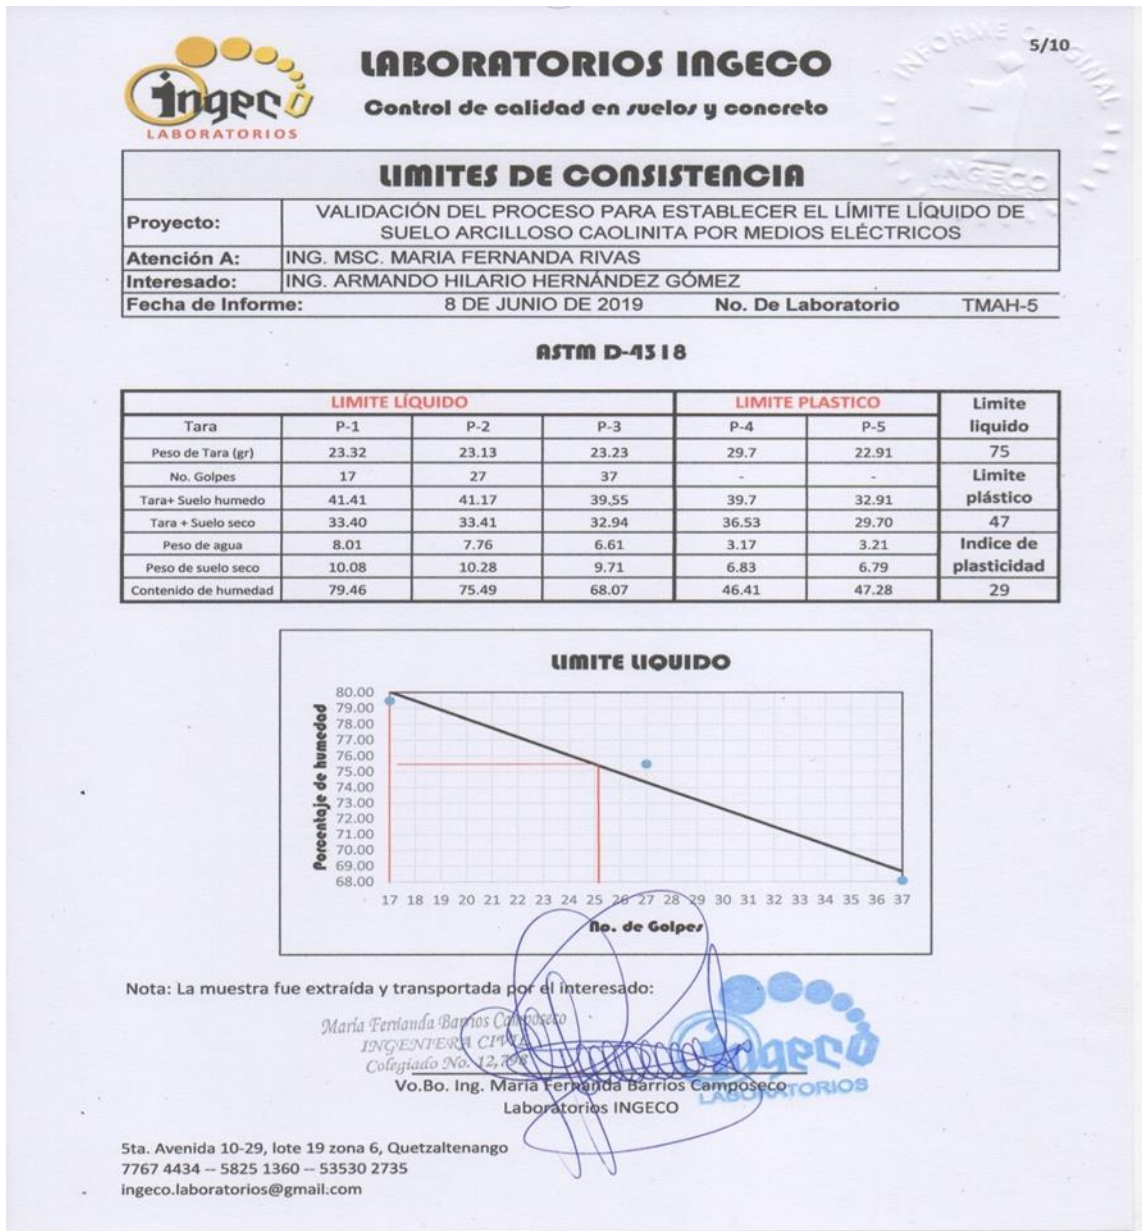 5/10
ingeco
LABORATORIOS
LABORATORIOS INGECO
Control de calidad en suelos y concreto
INFORME ORIGINAL
INGECO
LIMITES DE CONSISTENCIA
Proyecto: VALIDACIÓN DEL PROCESO PARA ESTABLECER EL LÍMITE LÍQUIDO DE
SUELO ARCILLOSO CAOLINITA POR MEDIOS ELÉCTRICOS
Atención A: ING. MSC. MARIA FERNANDA RIVAS
Interesado: ING. ARMANDO HILARIO HERNÁNDEZ GÓMEZ
Fecha de Informe: 8 DE JUNIO DE 2019 No. De Laboratorio TMAH-5
ASTM D-4318
LIMITE LÍQUIDO LIMITE PLASTICO Limite
Tara P-1 P-2 P-3 P-4 P-5 liquido
Peso de Tara (gr) 23.32 23.13 23.23 29.7 22.91 75
No. Golpes 17 27 37 - - Limite
Tara+ Suelo humedo 41.41 41.17 39,55 39.7 32.91 plástico
Tara + Suelo seco 33.40 33.41 32.94 36.53 29.70 47
Peso de agua 8.01 7.76 6.61 3.17 3.21 Indice de
Peso de suelo seco 10.08 10.28 9.71 6.83 6.79 plasticidad
Contenido de humedad 79.46 75.49 68.07 46.41 47.28 29
LIMITE LIQUIDO
Porcentaje de humedad
80.00
79.00
78.00
77.00
76.00
75.00
74.00
73.00
72.00
71.00
70.00
69.00
68.00
17 18 19 20 21 22 23 24 25 26 27 28 29 30 31 32 33 34 35 36 37
No. de Golpes
Nota: La muestra fue extraída y transportada por el interesado:
María Fernanda Barrios Camposeco
INGENIERA CIVIL
Colegiado No. 12,798
ingeco
LABORATORIOS
Vo.Bo. Ing. Maria Fernanda Barrios Camposeco
Laboratorios INGECO
5ta. Avenida 10-29, lote 19 zona 6, Quetzaltenango
7767 4434 -- 5825 1360 -- 53530 2735
ingeco.laboratorios@gmail.com